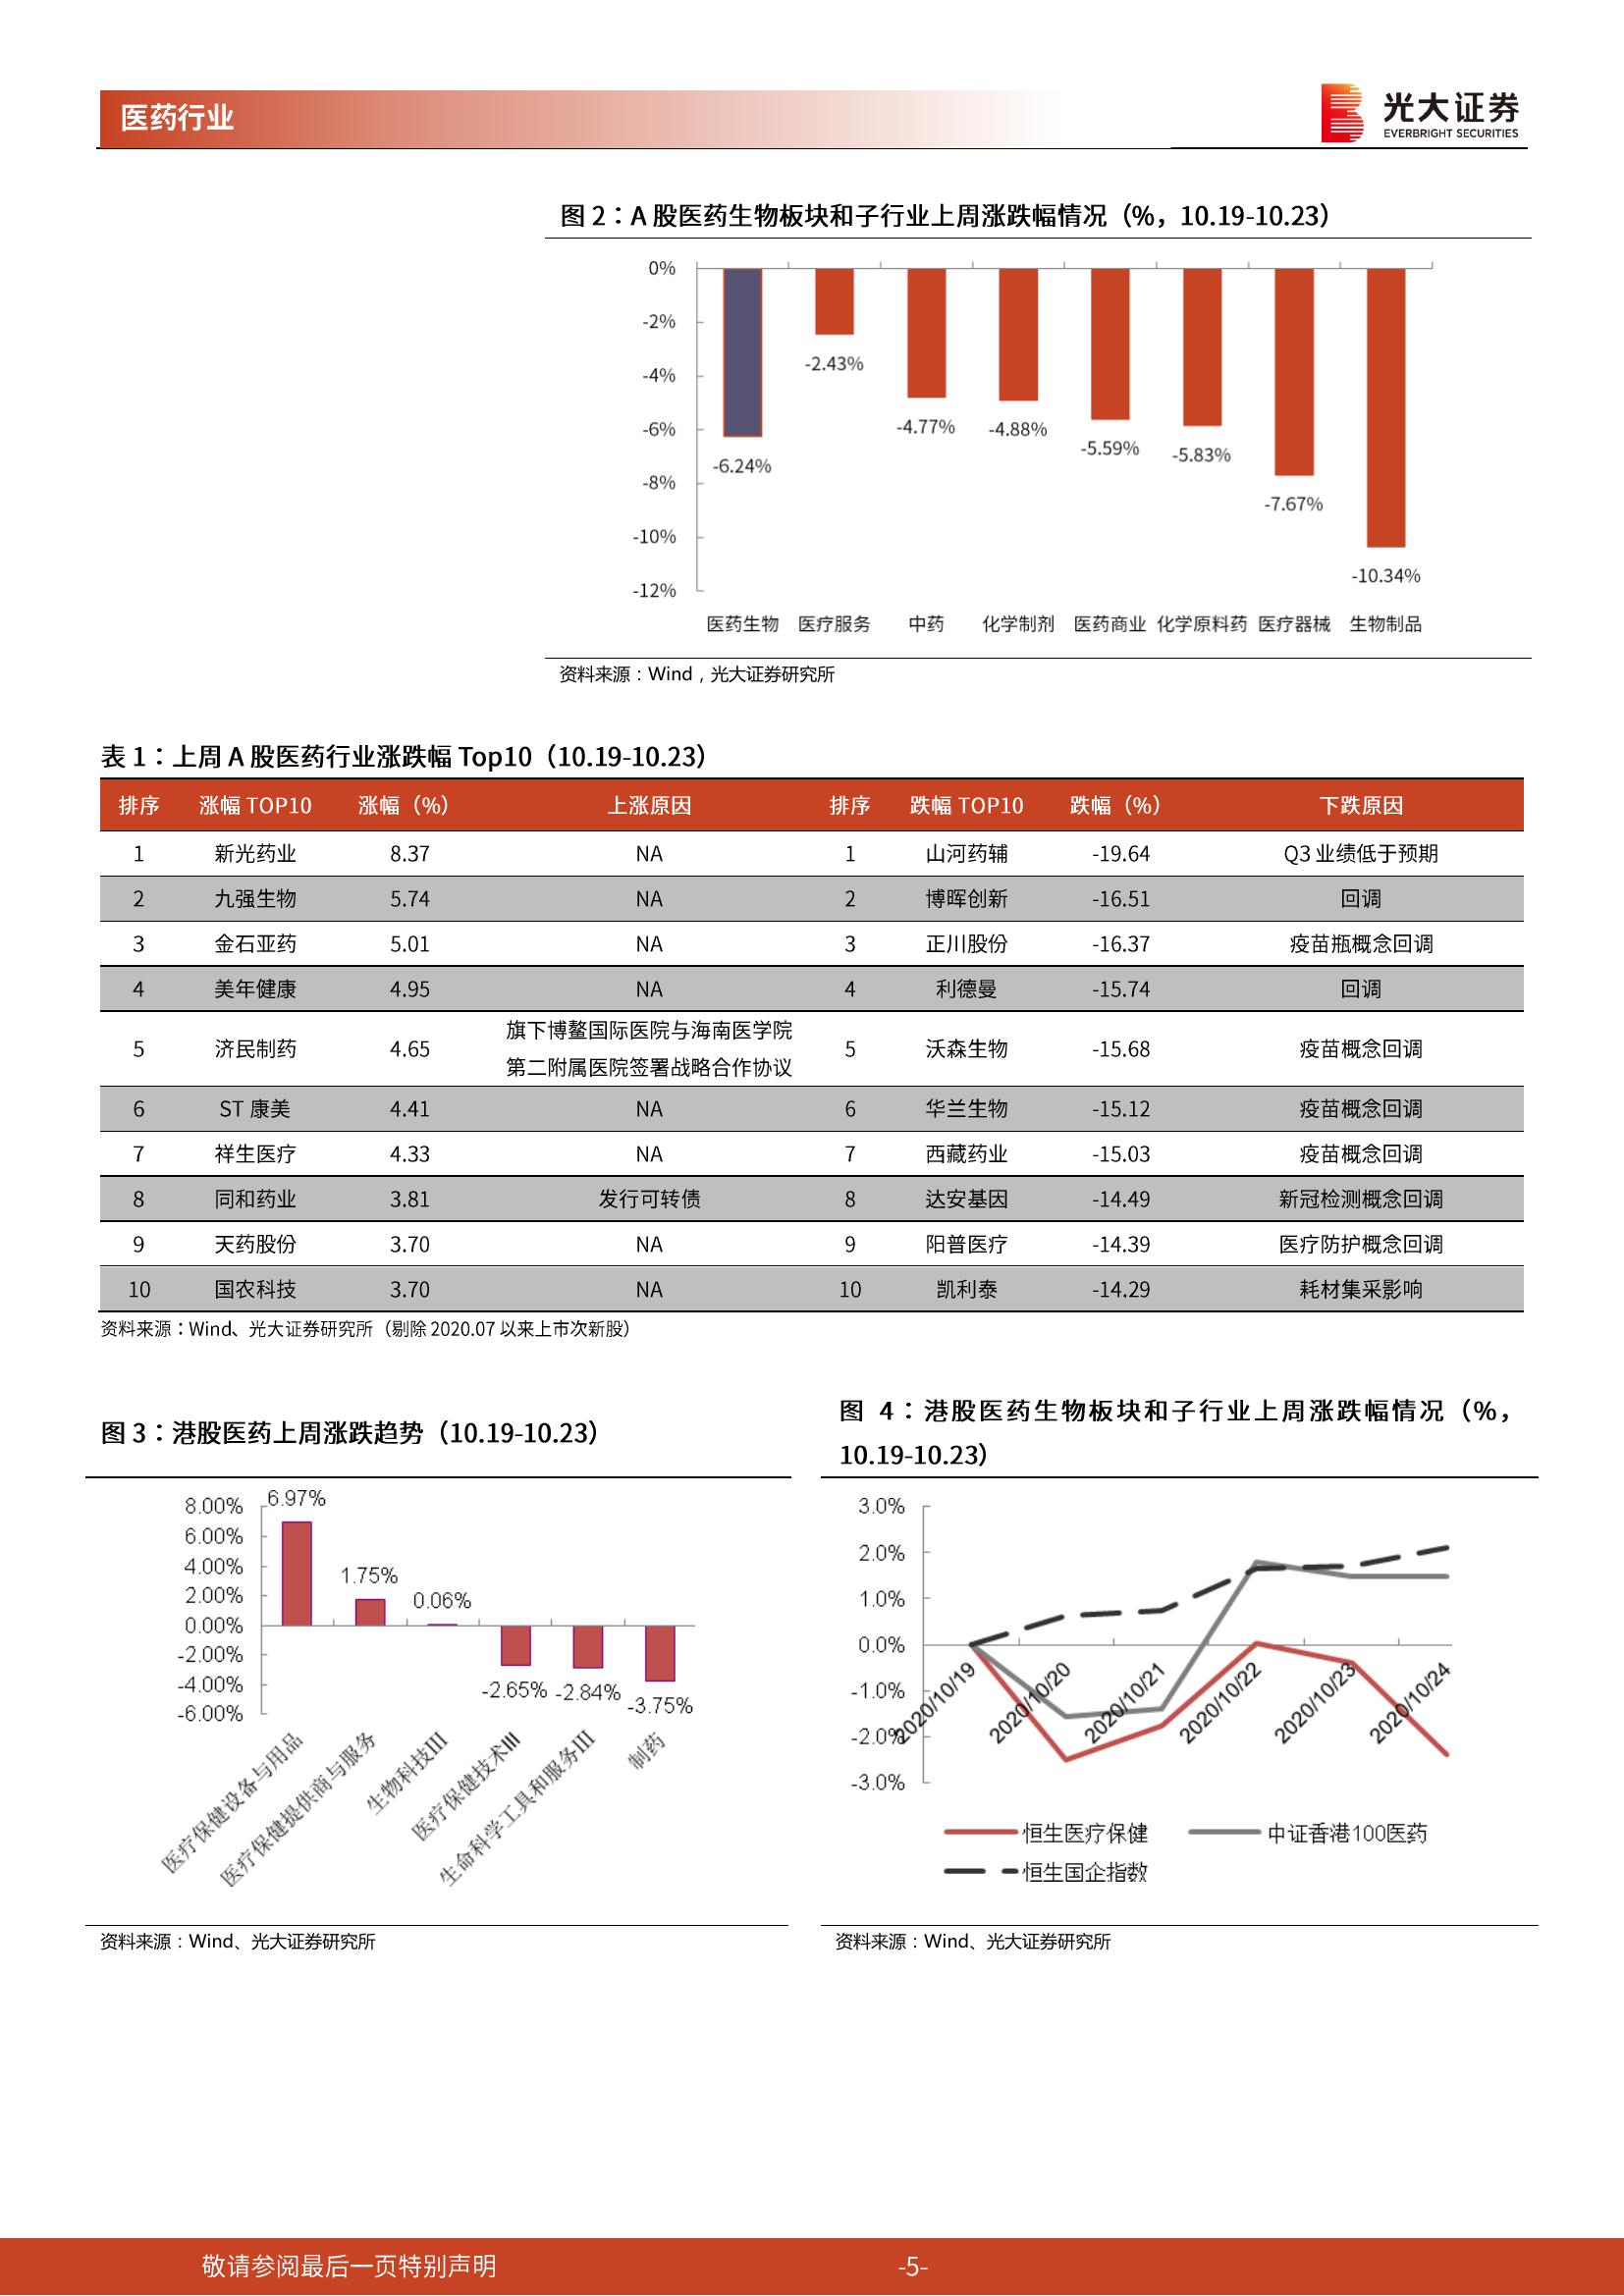 医药行业
光大证券
EVERBRIGHT SECURITIES
图 2：A 股医药生物板块和子行业上周涨跌幅情况（%，10.19-10.23）
0%
-2%
-4%
-6%
-8%
-10%
-12%
-6.24%
-2.43%
-4.77%
-4.88%
-5.59%
-5.83%
-7.67%
-10.34%
医药生物 医疗服务 中药 化学制剂 医药商业 化学原料药 医疗器械 生物制品
资料来源：Wind，光大证券研究所
表 1：上周 A 股医药行业涨跌幅 Top10（10.19-10.23）
排序 涨幅 TOP10 涨幅（%） 上涨原因 排序 跌幅 TOP10 跌幅（%） 下跌原因
1 新光药业 8.37 NA 1 山河药辅 -19.64 Q3 业绩低于预期
2 九强生物 5.74 NA 2 博晖创新 -16.51 回调
3 金石亚药 5.01 NA 3 正川股份 -16.37 疫苗瓶概念回调
4 美年健康 4.95 NA 4 利德曼 -15.74 回调
5 济民制药 4.65 旗下博鳌国际医院与海南医学院
第二附属医院签署战略合作协议 5 沃森生物 -15.68 疫苗概念回调
6 ST 康美 4.41 NA 6 华兰生物 -15.12 疫苗概念回调
7 祥生医疗 4.33 NA 7 西藏药业 -15.03 疫苗概念回调
8 同和药业 3.81 发行可转债 8 达安基因 -14.49 新冠检测概念回调
9 天药股份 3.70 NA 9 阳普医疗 -14.39 医疗防护概念回调
10 国农科技 3.70 NA 10 凯利泰 -14.29 耗材集采影响
资料来源：Wind、光大证券研究所（剔除 2020.07 以来上市次新股）
图 3：港股医药上周涨跌趋势（10.19-10.23）
8.00%
6.00%
4.00%
2.00%
0.00%
-2.00%
-4.00%
-6.00%
6.97%
1.75%
0.06%
-2.65%
-2.84%
-3.75%
医疗保健设备与用品
医疗保健提供商与服务
生物科技III
医疗保健技术III
生命科学工具和服务III
制药
资料来源：Wind、光大证券研究所
图 4：港股医药生物板块和子行业上周涨跌幅情况（%，
10.19-10.23）
3.0%
2.0%
1.0%
0.0%
-1.0%
-2.0%
-3.0%
2020/10/19
2020/10/20
2020/10/21
2020/10/22
2020/10/23
2020/10/24
恒生医疗保健 中证香港100医药
恒生国企指数
资料来源：Wind、光大证券研究所
敬请参阅最后一页特别声明 -5-